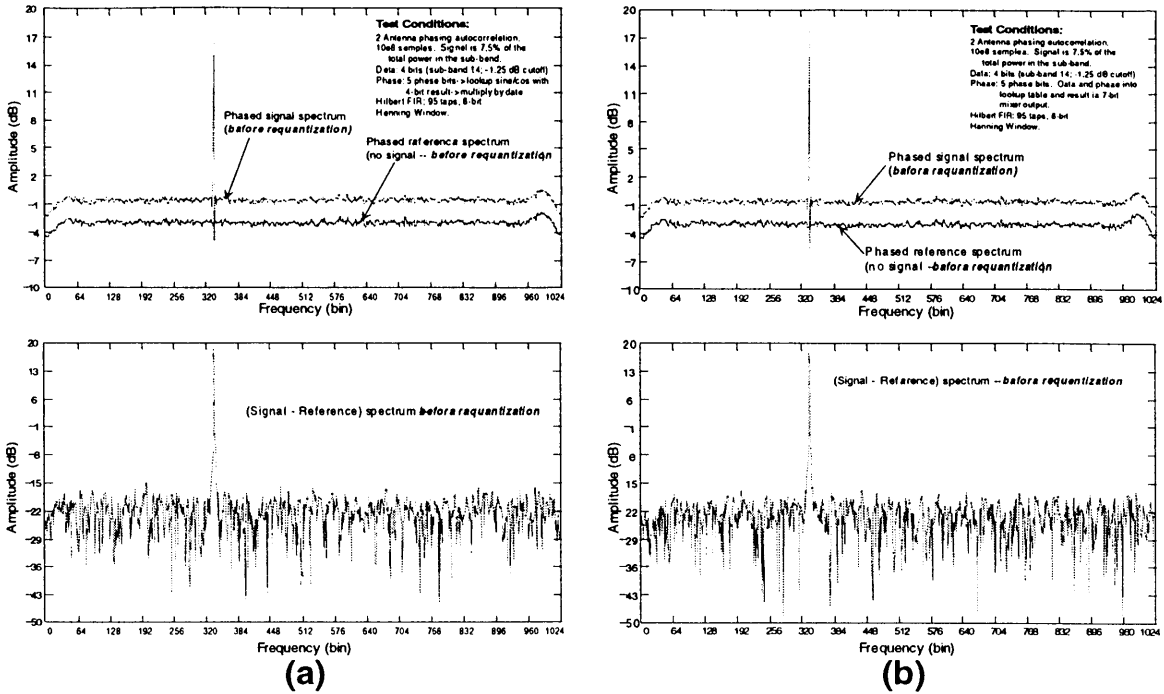 20
17
14
11
8
5
2
−1
−4
−7
−10
Amplitude (dB)
Test Conditions:
2 Antenna phasing autocorrelation.
10e8 samples. Signal is 7.5% of the
total power in the sub-band.
Data: 4 bits (sub-band 14; -1.25 dB cutoff)
Phase: 5 phase bits->lookup sine/cos with
4-bit result->multiply by date
Hilbert FIR: 95 taps, 8-bit
Hanning Window.
Phased signal spectrum
(bafora requantization)
Phased referenca spectrum
(no signal -- before requantization
0 64 128 192 256 320 384 448 512 576 640 704 768 832 896 960 1024
Frequency (bin)
20
17
14
11
8
5
2
−1
−4
−7
−10
Amplitude (dB)
Test Conditions:
2 Antenna phasing autocorrelation.
10e8 samples. Signal is 7.5% of the
total power in the sub-band.
Data: 4 bits (sub-band 14; -1.25 dB cutoff)
Phase: 5 phase bits. Data and phase into
lookup table and result is 7-bit
mixer output.
Hilbert FIR: 95 taps, 8-bit
Hanning Window.
Phased signal spectrum
(bafora raquantization)
Phased reference spectrum
(no signal --bafora requantization
0 64 128 192 256 320 384 448 512 576 640 704 768 832 896 980 1024
Frequency (bin)
20
13
6
−1
−8
−15
−22
−29
−36
−43
−50
Amplitude (dB)
(Signal - Reference) spectrum before raquantization
0 64 128 192 256 320 384 448 512 576 640 704 768 832 896 960 1024
Frequency (bin)
(a)
20
13
6
−1
8
15
−22
−29
−36
−43
−50
Amplitude (dB)
(Signal - Refarence) spectrum -- bafora requentization
0 64 128 192 256 320 384 448 512 576 640 704 768 832 896 960 1024
Frequency (bin)
(b)